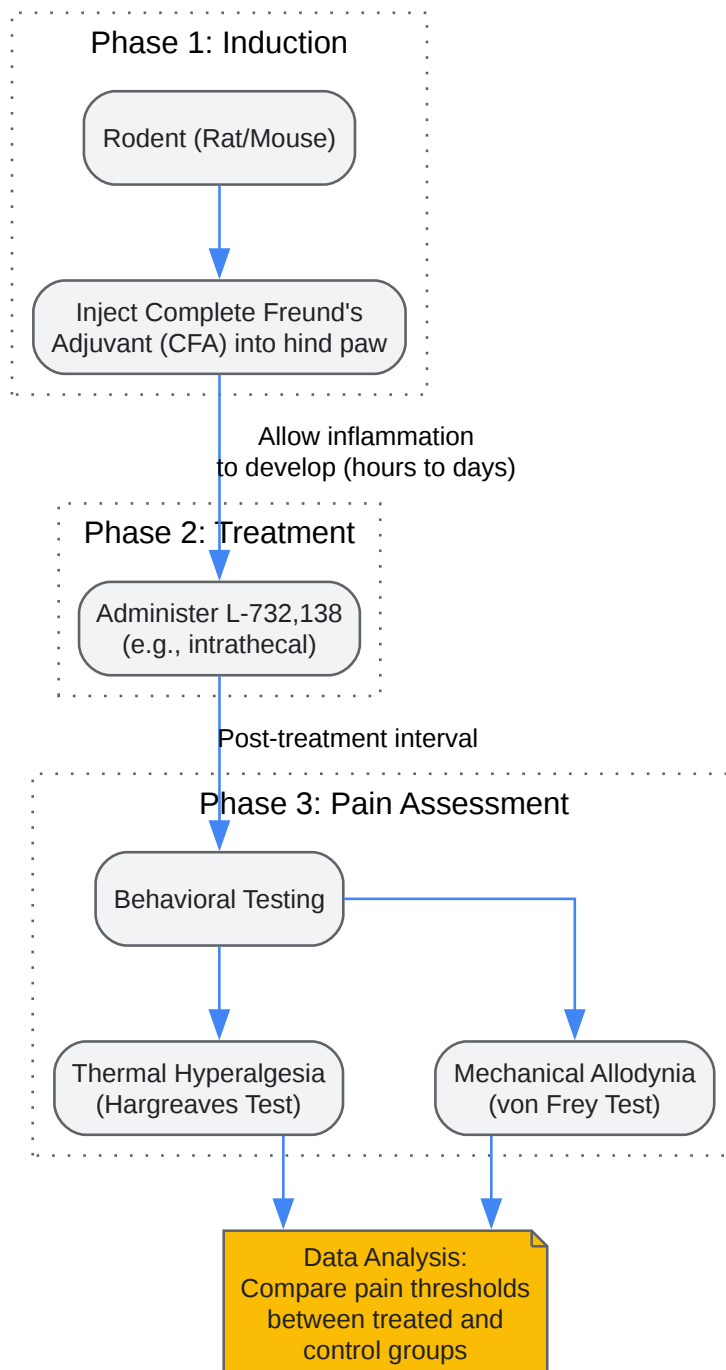 Phase 1: Induction
Rodent (Rat/Mouse)
Inject Complete Freund's
Adjuvant (CFA) into hind paw
Allow inflammation
to develop (hours to days)
Phase 2: Treatment
Administer L-732,138
(e.g., intrathecal)
Post-treatment interval
Phase 3: Pain Assessment
Behavioral Testing
Thermal Hyperalgesia
(Hargreaves Test)
Mechanical Allodynia
(von Frey Test)
Data Analysis:
Compare pain thresholds
between treated and
control groups